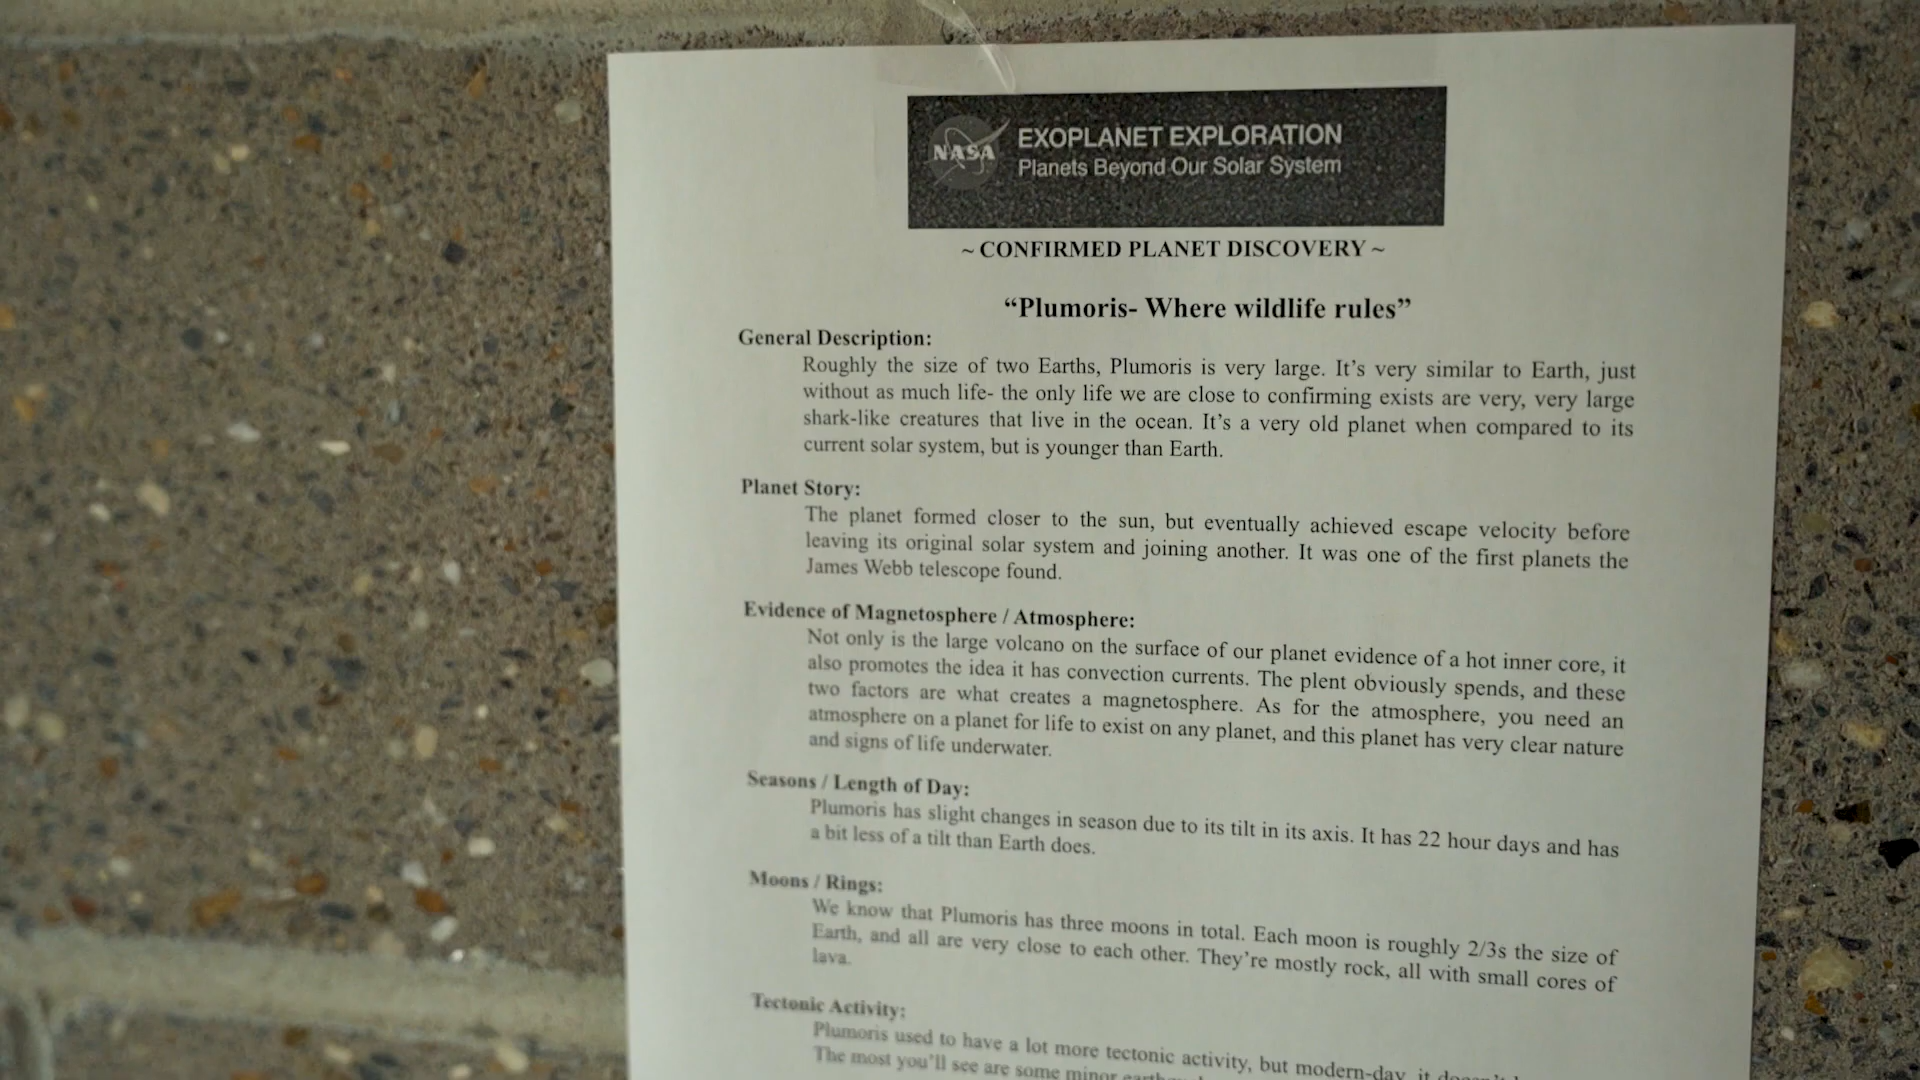 NASA
EXOPLANET EXPLORATION
Planets Beyond Our Solar System
~ CONFIRMED PLANET DISCOVERY ~
“Plumoris- Where wildlife rules”
General Description:
Roughly the size of two Earths, Plumoris is very large. It’s very similar to Earth, just
without as much life- the only life we are close to confirming exists are very, very large
shark-like creatures that live in the ocean. It’s a very old planet when compared to its
current solar system, but is younger than Earth.
Planet Story:
The planet formed closer to the sun, but eventually achieved escape velocity before
leaving its original solar system and joining another. It was one of the first planets the
James Webb telescope found.
Evidence of Magnetosphere / Atmosphere:
Not only is the large volcano on the surface of our planet evidence of a hot inner core, it
also promotes the idea it has convection currents. The plent obviously spends, and these
two factors are what creates a magnetosphere. As for the atmosphere, you need an
atmosphere on a planet for life to exist on any planet, and this planet has very clear nature
and signs of life underwater.
Seasons / Length of Day:
Plumoris has slight changes in season due to its tilt in its axis. It has 22 hour days and has
a bit less of a tilt than Earth does.
Moons / Rings:
We know that Plumoris has three moons in total. Each moon is roughly 2/3s the size of
Earth, and all are very close to each other. They’re mostly rock, all with small cores of
lava.
Tectonic Activity:
Plumoris used to have a lot more tectonic activity, but modern-day, it
The most you’ll see are some minor